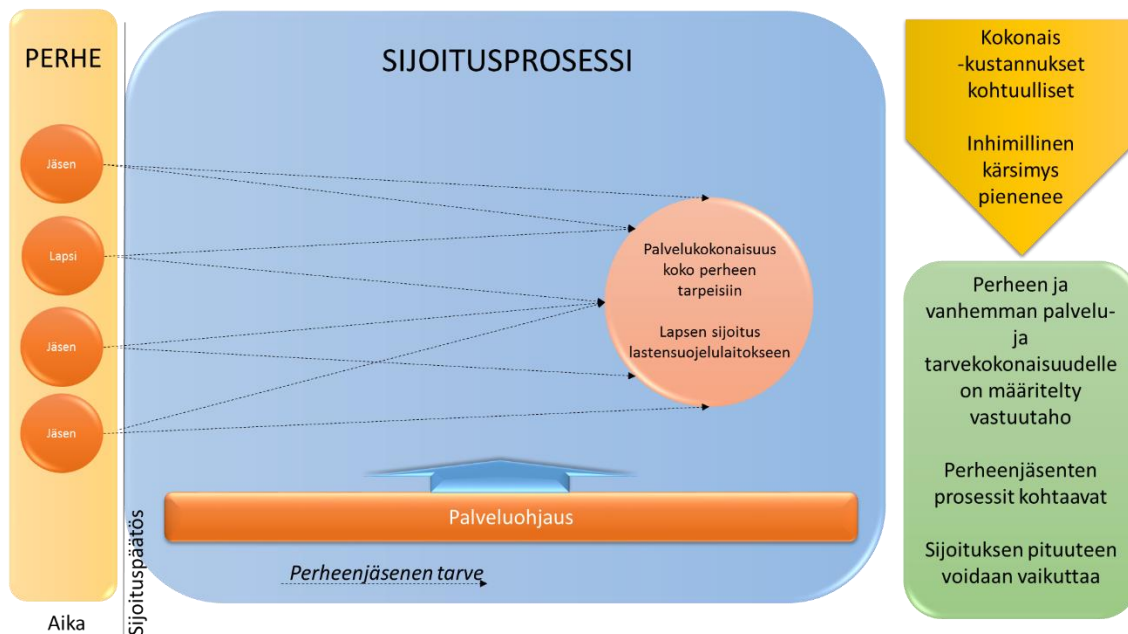 PERHE
Jäsen
Lapsi
Jäsen
Jäsen
Aika
Sijoituspäätös
SIJOITUSPROSESSI
Palvelukokonaisuus
koko perheen
tarpeisiin
Lapsen sijoitus
lastensuojelulaitokseen
Palveluohjaus
Perheenjäsenen tarve
Kokonais
-kustannukset
kohtuulliset
Inhimillinen
kärsimys
pienenee
Perheen ja
vanhemman palvelu-
ja
tarvekokonaisuudelle
on määritelty
vastuutaho
Perheenjäsenten
prosessit kohtaavat
Sijoituksen pituuteen
voidaan vaikuttaa